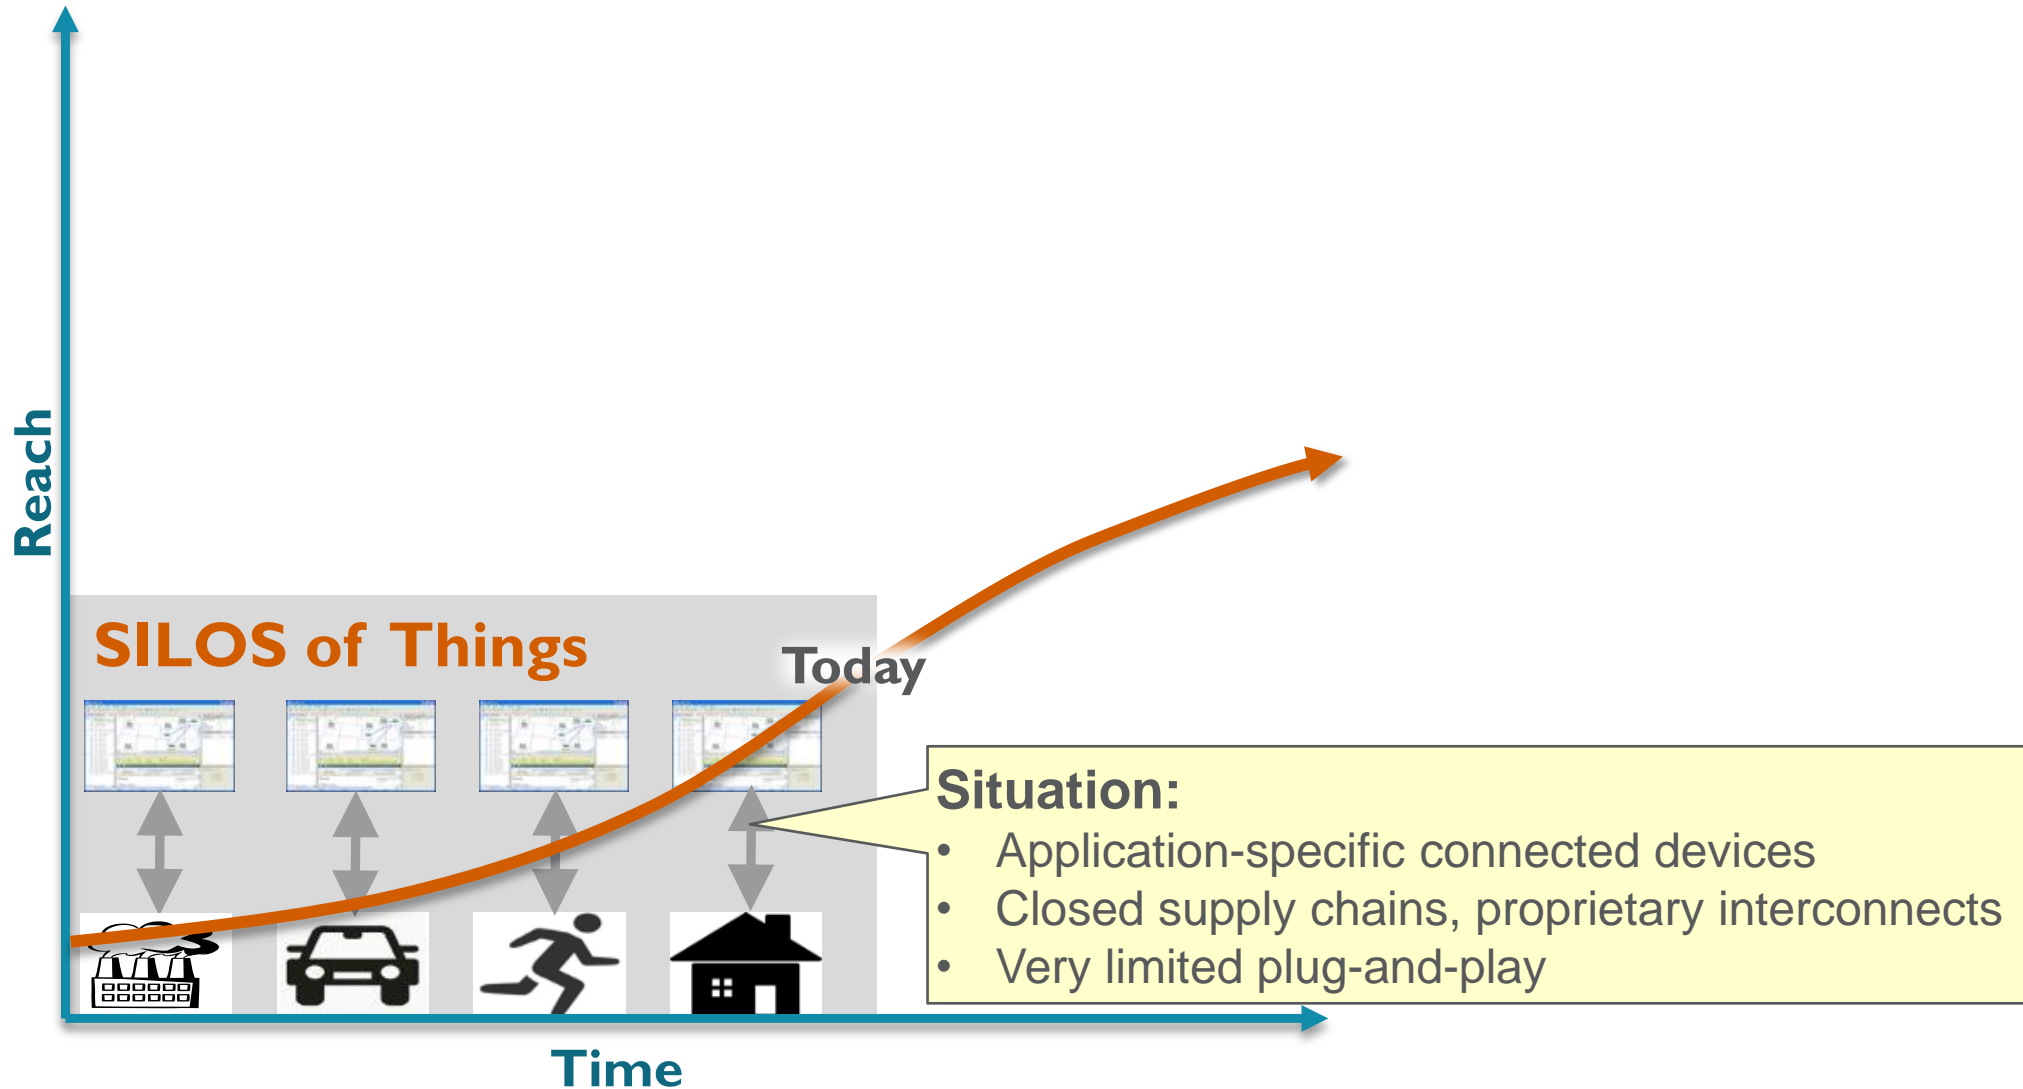 Reach
SILOS of Things
Today
Situation:
• Application-specific connected devices
• Closed supply chains, proprietary interconnects
• Very limited plug-and-play
Time